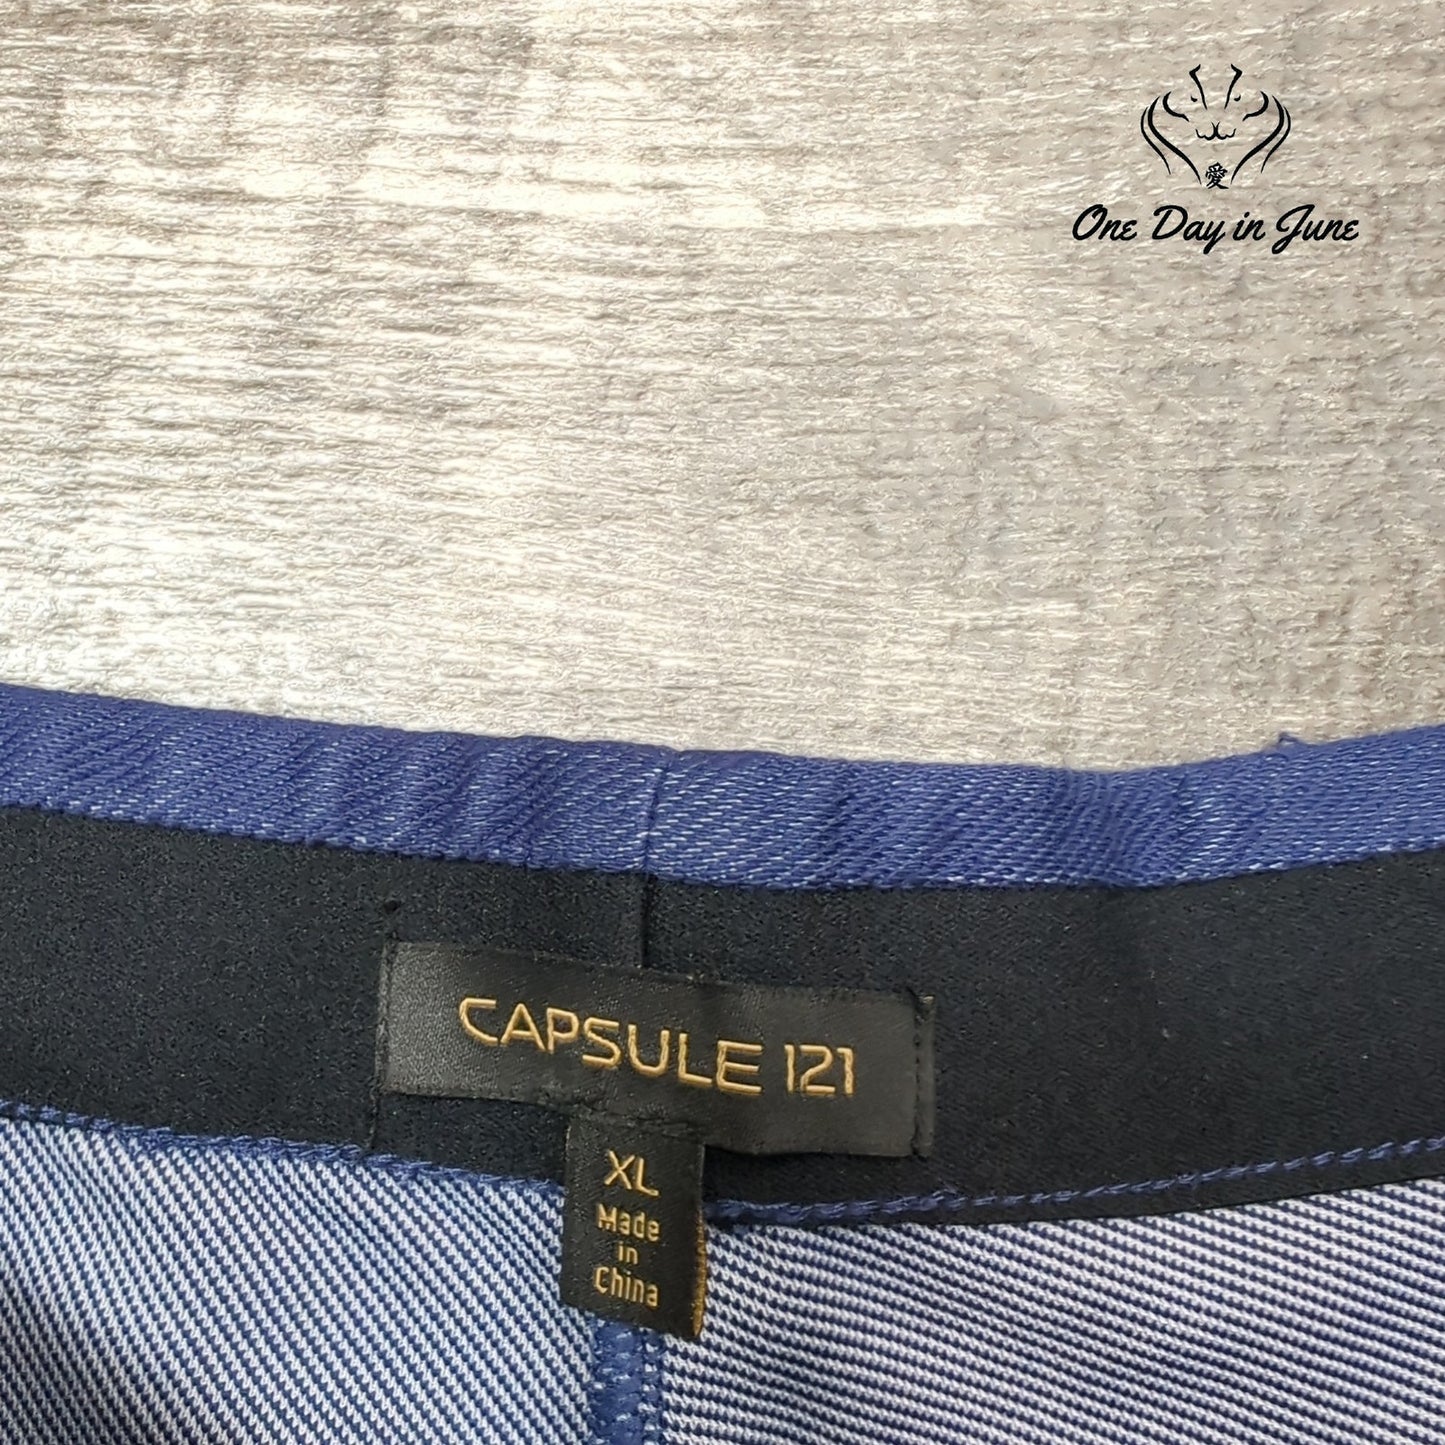 愛
One Day in June
CAPSULE 121
XL
Made
in
China